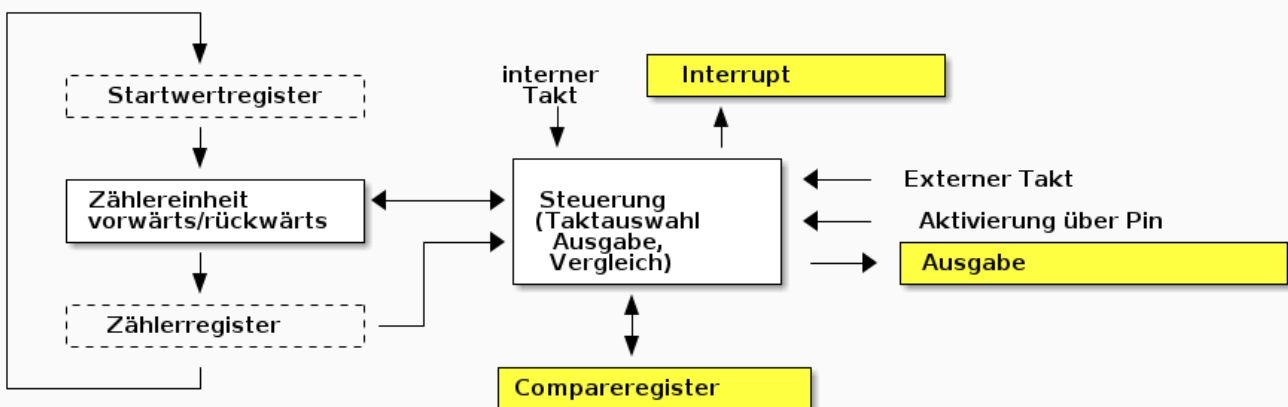 Startwertregister
Zählereinheit
vorwärts/rückwärts
Zählerregister
interner
Takt
Interrupt
Steuerung
(Taktauswahl
Ausgabe,
Vergleich)
Externer Takt
Aktivierung über Pin
Ausgabe
Compareregister